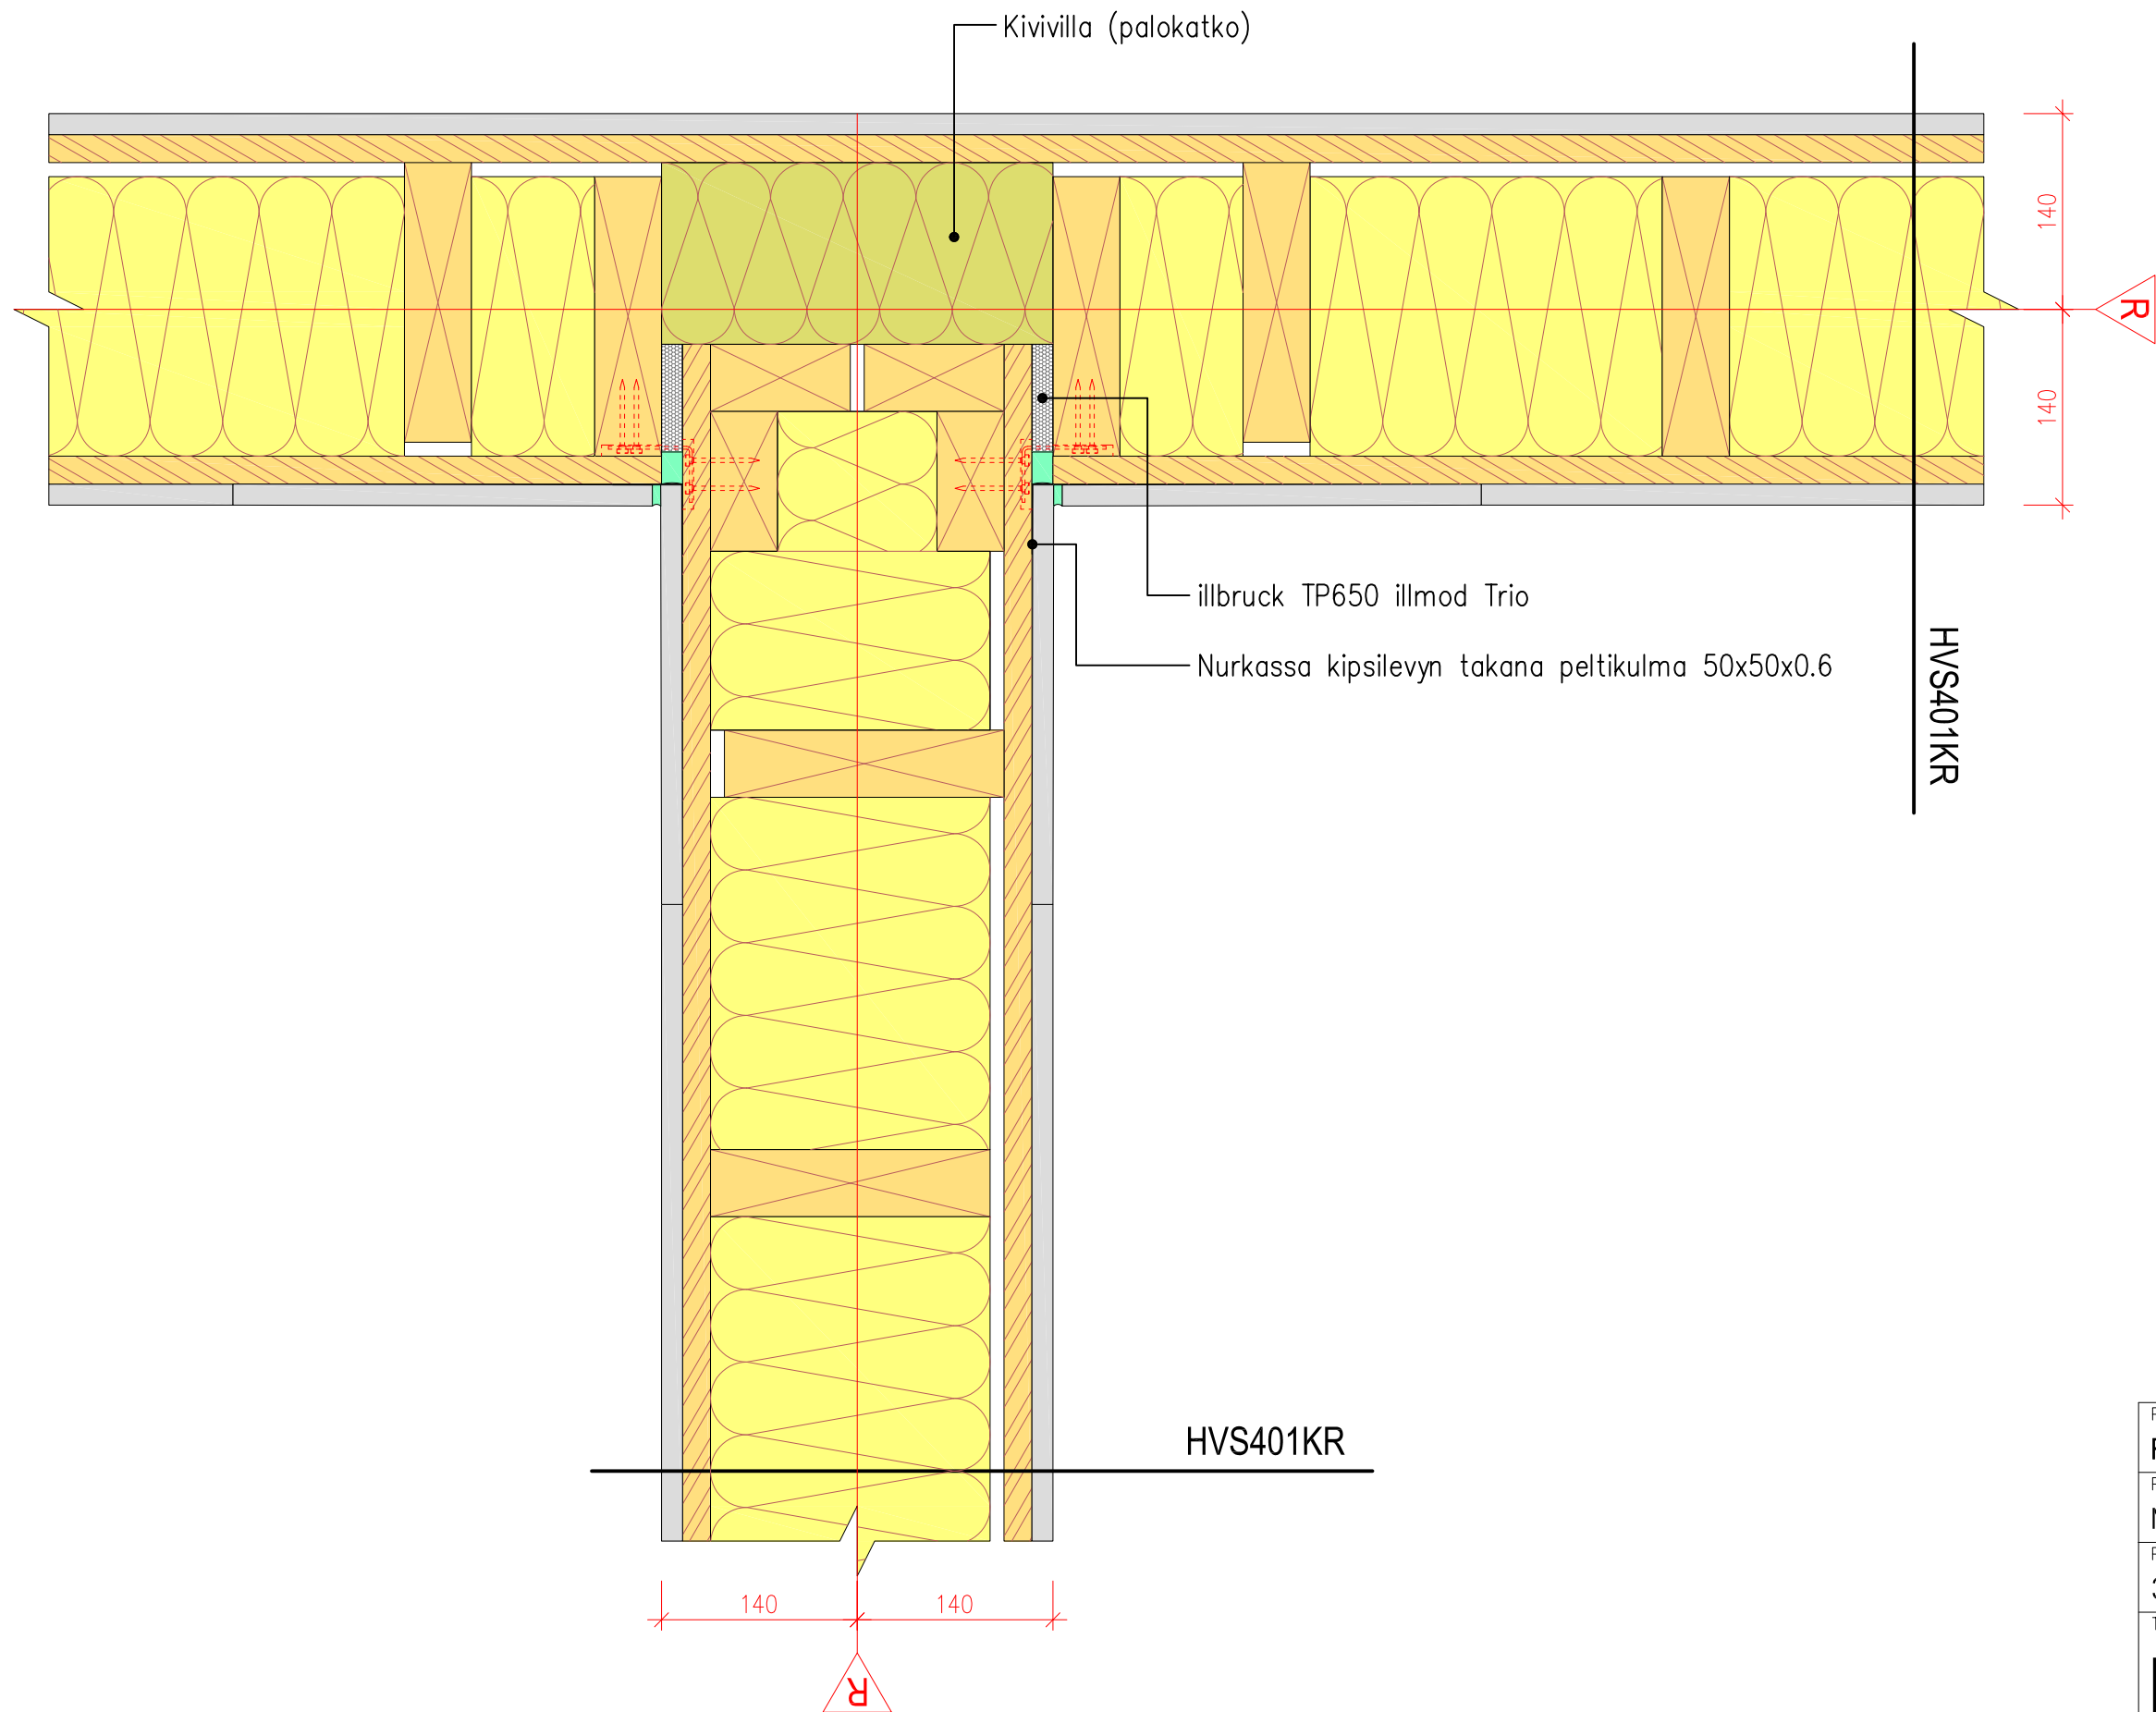 Kivivilla (palokatko)
140
R
140
illbruck TP650 illmod Trio
Nurkassa kipsilevyn takana peltikulma 50x50x0.6
HVS401KR
HVS401KR
140
140
R